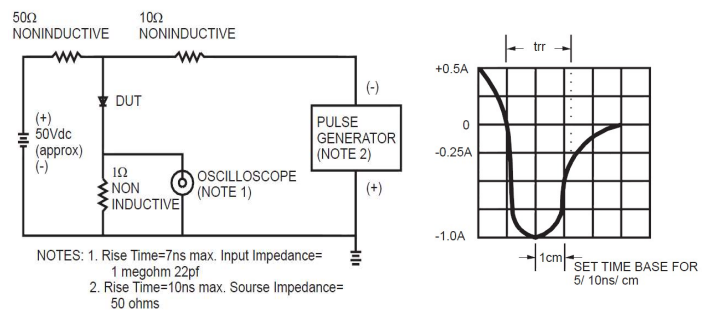 50Ω
NONINDUCTIVE
10Ω
NONINDUCTIVE
DUT
(+)
50Vdc
(approx)
(-)
1Ω
NON
INDUCTIVE
OSCILLOSCOPE
(NOTE 1)
(-)
PULSE
GENERATOR
(NOTE 2)
(+)
NOTES: 1. Rise Time=7ns max. Input Impedance=
1 megohm 22pf
2. Rise Time=10ns max. Sourse Impedance=
50 ohms
trr
+0.5A
0
-0.25A
-1.0A
1cm
SET TIME BASE FOR
5/ 10ns/ cm